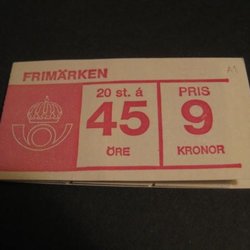 FRIMÄRKEN
20 st. á
45
ÖRE
PRIS
9
KRONOR